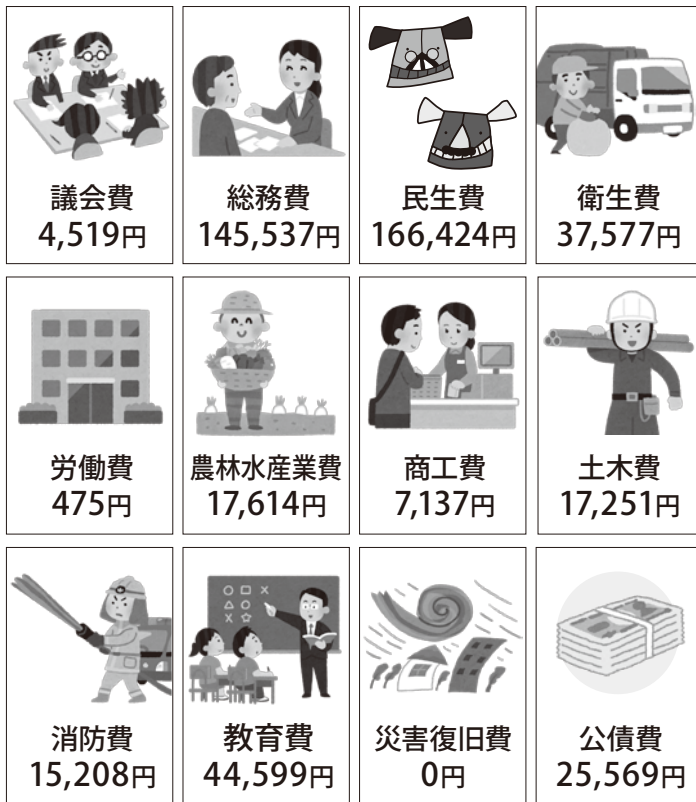 議会費
4,519円
総務費
145,537円
民生費
166,424円
衛生費
37,577円
労働費
475円
農林水産業費
17,614円
商工費
7,137円
土木費
17,251円
消防費
15,208円
教育費
44,599円
災害復旧費
0円
公債費
25,569円